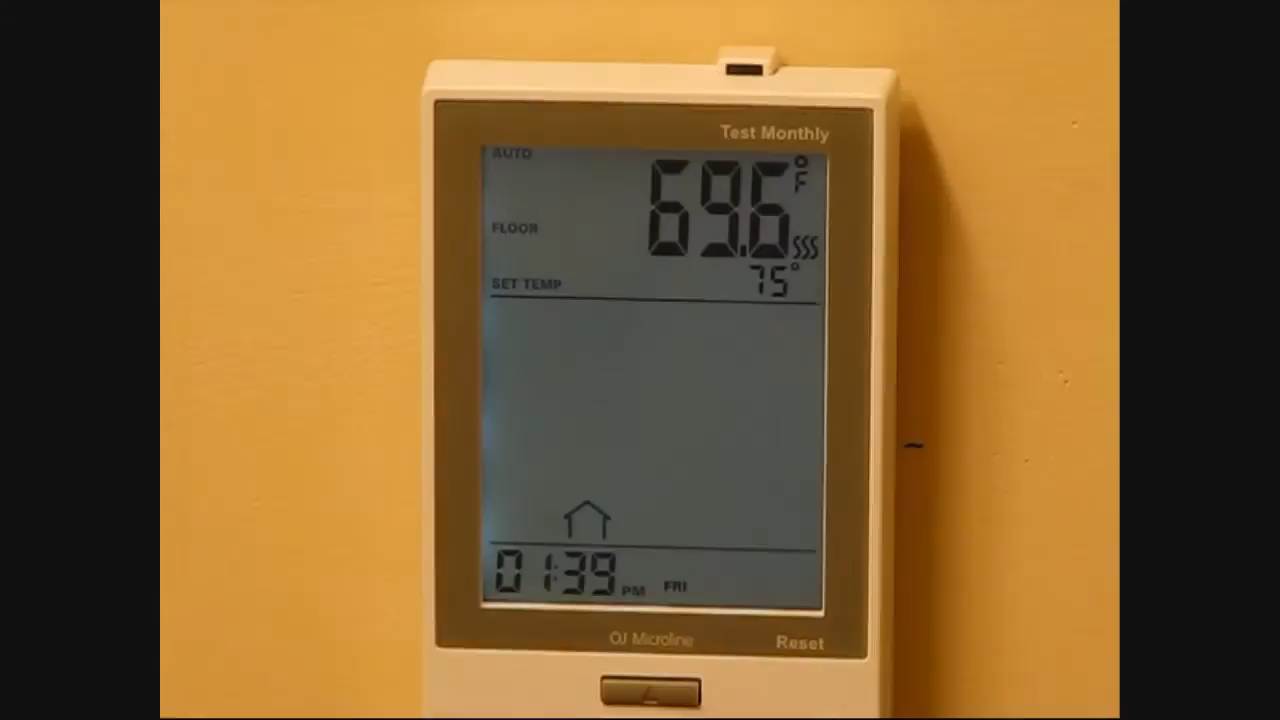 Test Monthly
AUTO
69.6°F
FLOOR
SET TEMP 75°
01:39 PM FRI
OJ Microline
Reset